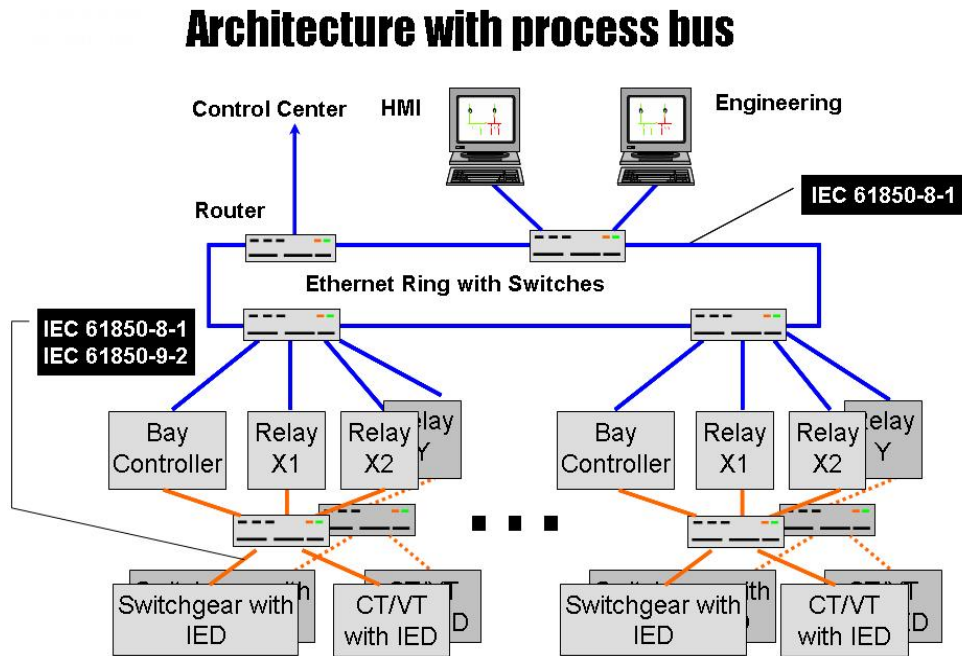 Architecture with process bus
Control Center
HMI
Engineering
IEC 61850-8-1
Router
Ethernet Ring with Switches
IEC 61850-8-1
IEC 61850-9-2
Bay
Controller
Relay
X1
Relay
X2
Y
Bay
Controller
Relay
X1
Relay
X2
Y
Switchgear with
IED
CT/VT
with IED
Switchgear with
IED
CT/VT
with IED